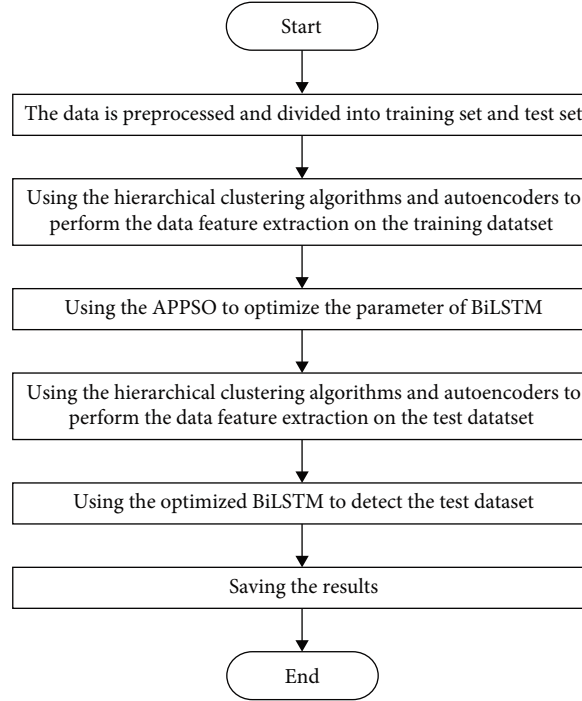 Start
The data is preprocessed and divided into training set and test set
Using the hierarchical clustering algorithms and autoencoders to
perform the data feature extraction on the training datatset
Using the APPSO to optimize the parameter of BiLSTM
Using the hierarchical clustering algorithms and autoencoders to
perform the data feature extraction on the test datatset
Using the optimized BiLSTM to detect the test dataset
Saving the results
End